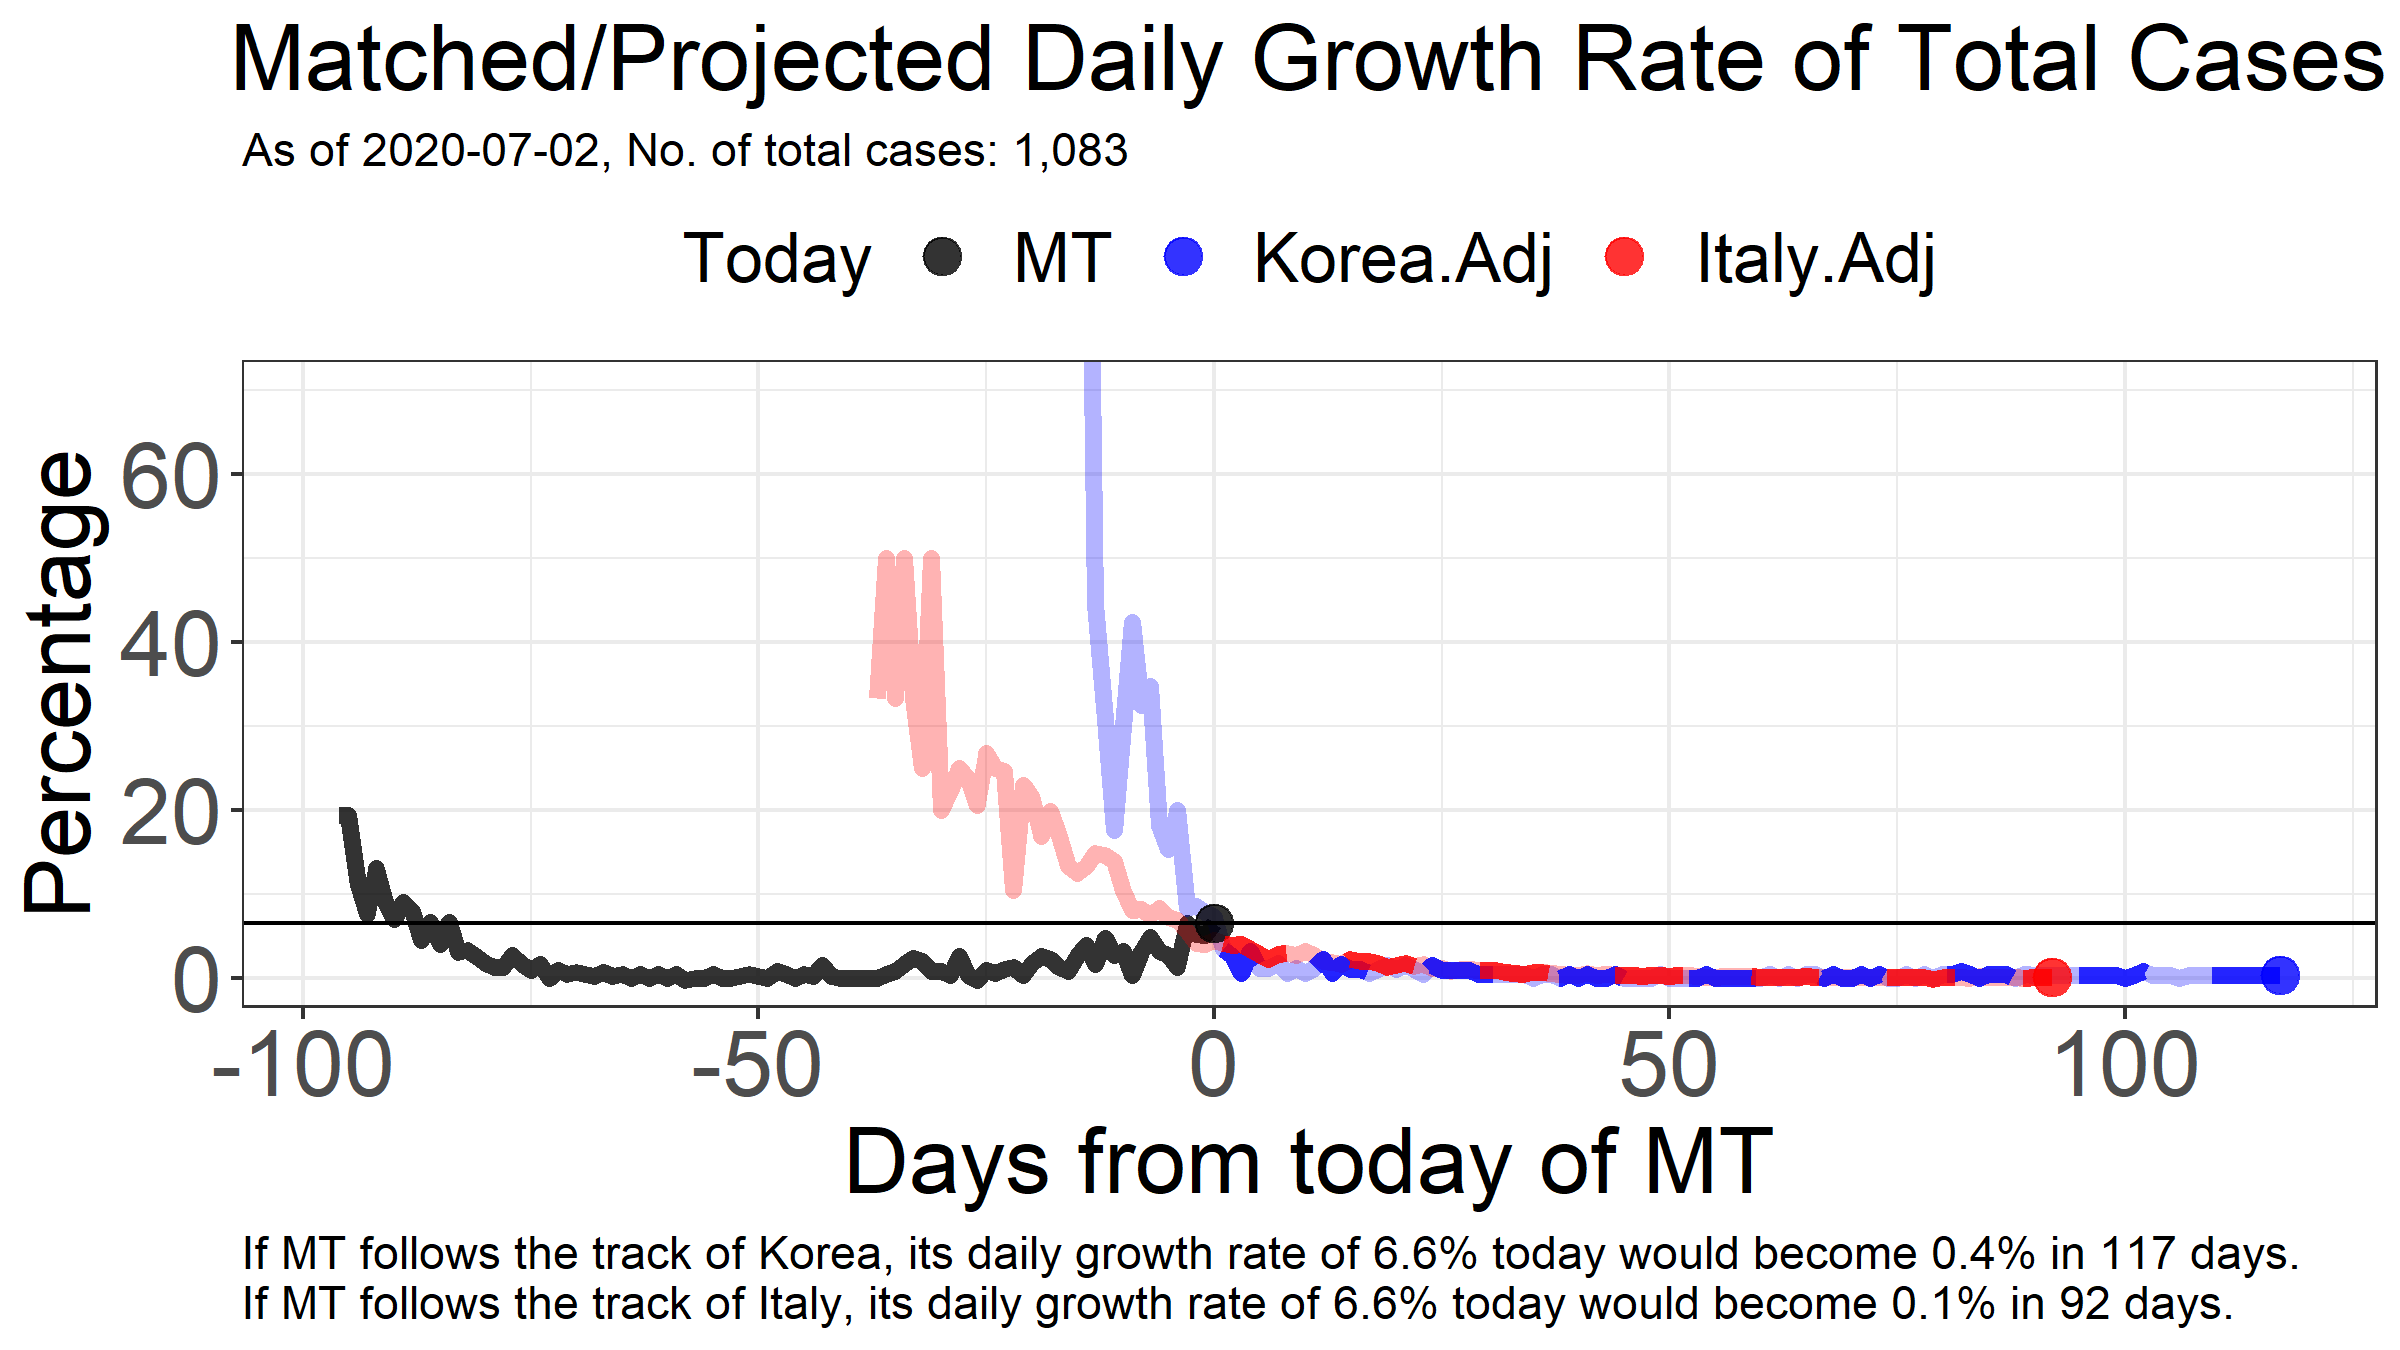 Matched/Projected Daily Growth Rate of Total Cases
As of 2020-07-02, No. of total cases: 1,083
Today MT Korea.Adj Italy.Adj
Percentage
60
40
20
0
-100 -50 0 50 100
Days from today of MT
If MT follows the track of Korea, its daily growth rate of 6.6% today would become 0.4% in 117 days.
If MT follows the track of Italy, its daily growth rate of 6.6% today would become 0.1% in 92 days.